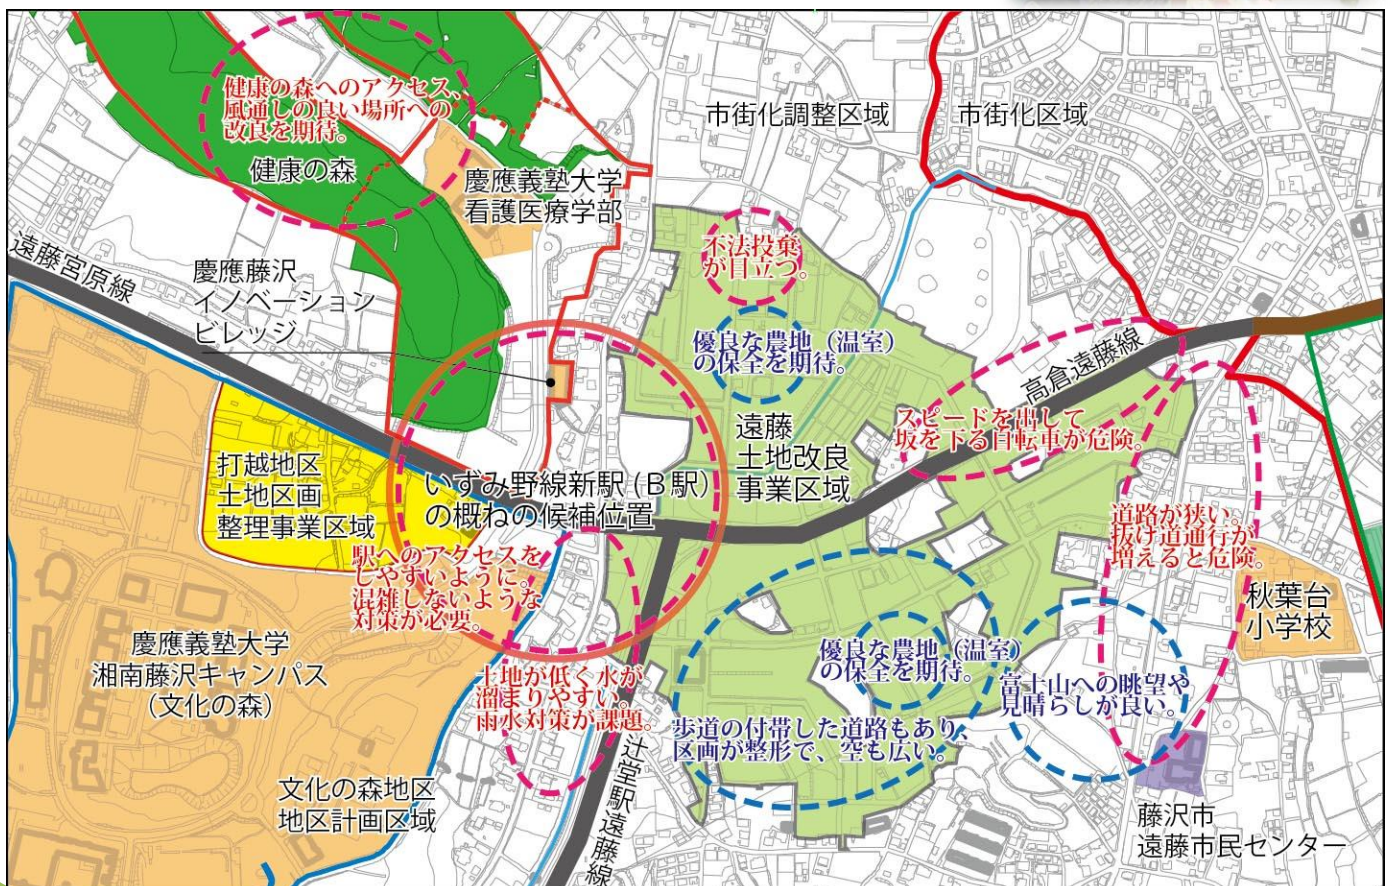 健康の森へのアクセス、
風通しの良い場所への
改良を期待。
健康の森
慶應義塾大学
看護医療学部
市街化調整区域
市街化区域
遠藤宮原線
慶應藤沢
イノベーション
ビレッジ
不法投棄
が目立つ。
優良な農地（温室）
の保全を期待。
高倉遠藤線
スピードを出して
坂を下る自転車が危険。
遠藤
土地改良
事業区域
打越地区
土地区画
整理事業区域
いずみ野線新駅(B駅)
の概ねの候補位置
道路が狭い。
抜け道通行が
増えると危険。
駅へのアクセスを
しやすいように。
混雑しないような
対策が必要。
秋葉台
小学校
慶應義塾大学
湘南藤沢キャンパス
(文化の森)
優良な農地（温室）
の保全を期待。
土地が低く水が
溜まりやすい。
雨水対策が課題。
富士山への眺望や
見晴らしが良い。
歩道の付帯した道路もあり、
区画が整形で、空も広い。
辻堂駅遠藤線
文化の森地区
地区計画区域
藤沢市
遠藤市民センター